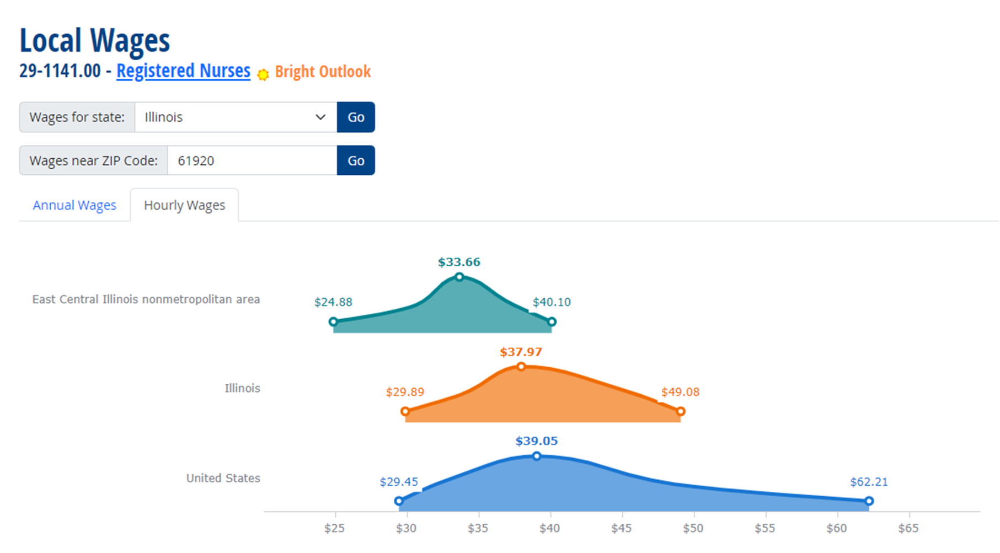 Local Wages
29-1141.00 - Registered Nurses Bright Outlook
Wages for state: Illinois Go
Wages near ZIP Code: 61920 Go
Annual Wages Hourly Wages
$33.66
East Central Illinois nonmetropolitan area $24.88 $40.10
$37.97
Illinois $29.89 $49.08
$39.05
United States $29.45 $62.21
$25 $30 $35 $40 $45 $50 $55 $60 $65